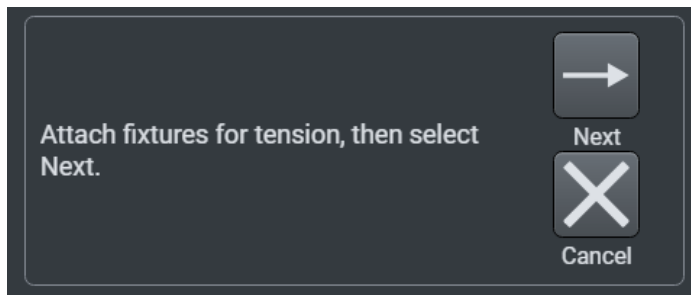 Attach fixtures for tension, then select
Next.
Next
Cancel